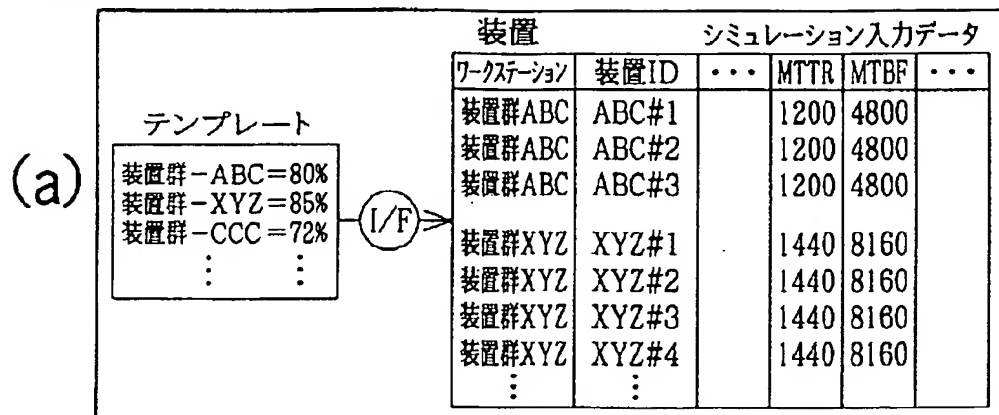 (a)
テンプレート
装置群－ABC＝80%
装置群－XYZ＝85%
装置群－CCC＝72%
⋮ ⋮
I/F
装置 シミュレーション入力データ
ワークステーション 装置ID ・・・ MTTR MTBF ・・・
装置群ABC ABC#1 1200 4800
装置群ABC ABC#2 1200 4800
装置群ABC ABC#3 1200 4800
装置群XYZ XYZ#1 1440 8160
装置群XYZ XYZ#2 1440 8160
装置群XYZ XYZ#3 1440 8160
装置群XYZ XYZ#4 1440 8160
⋮ ⋮